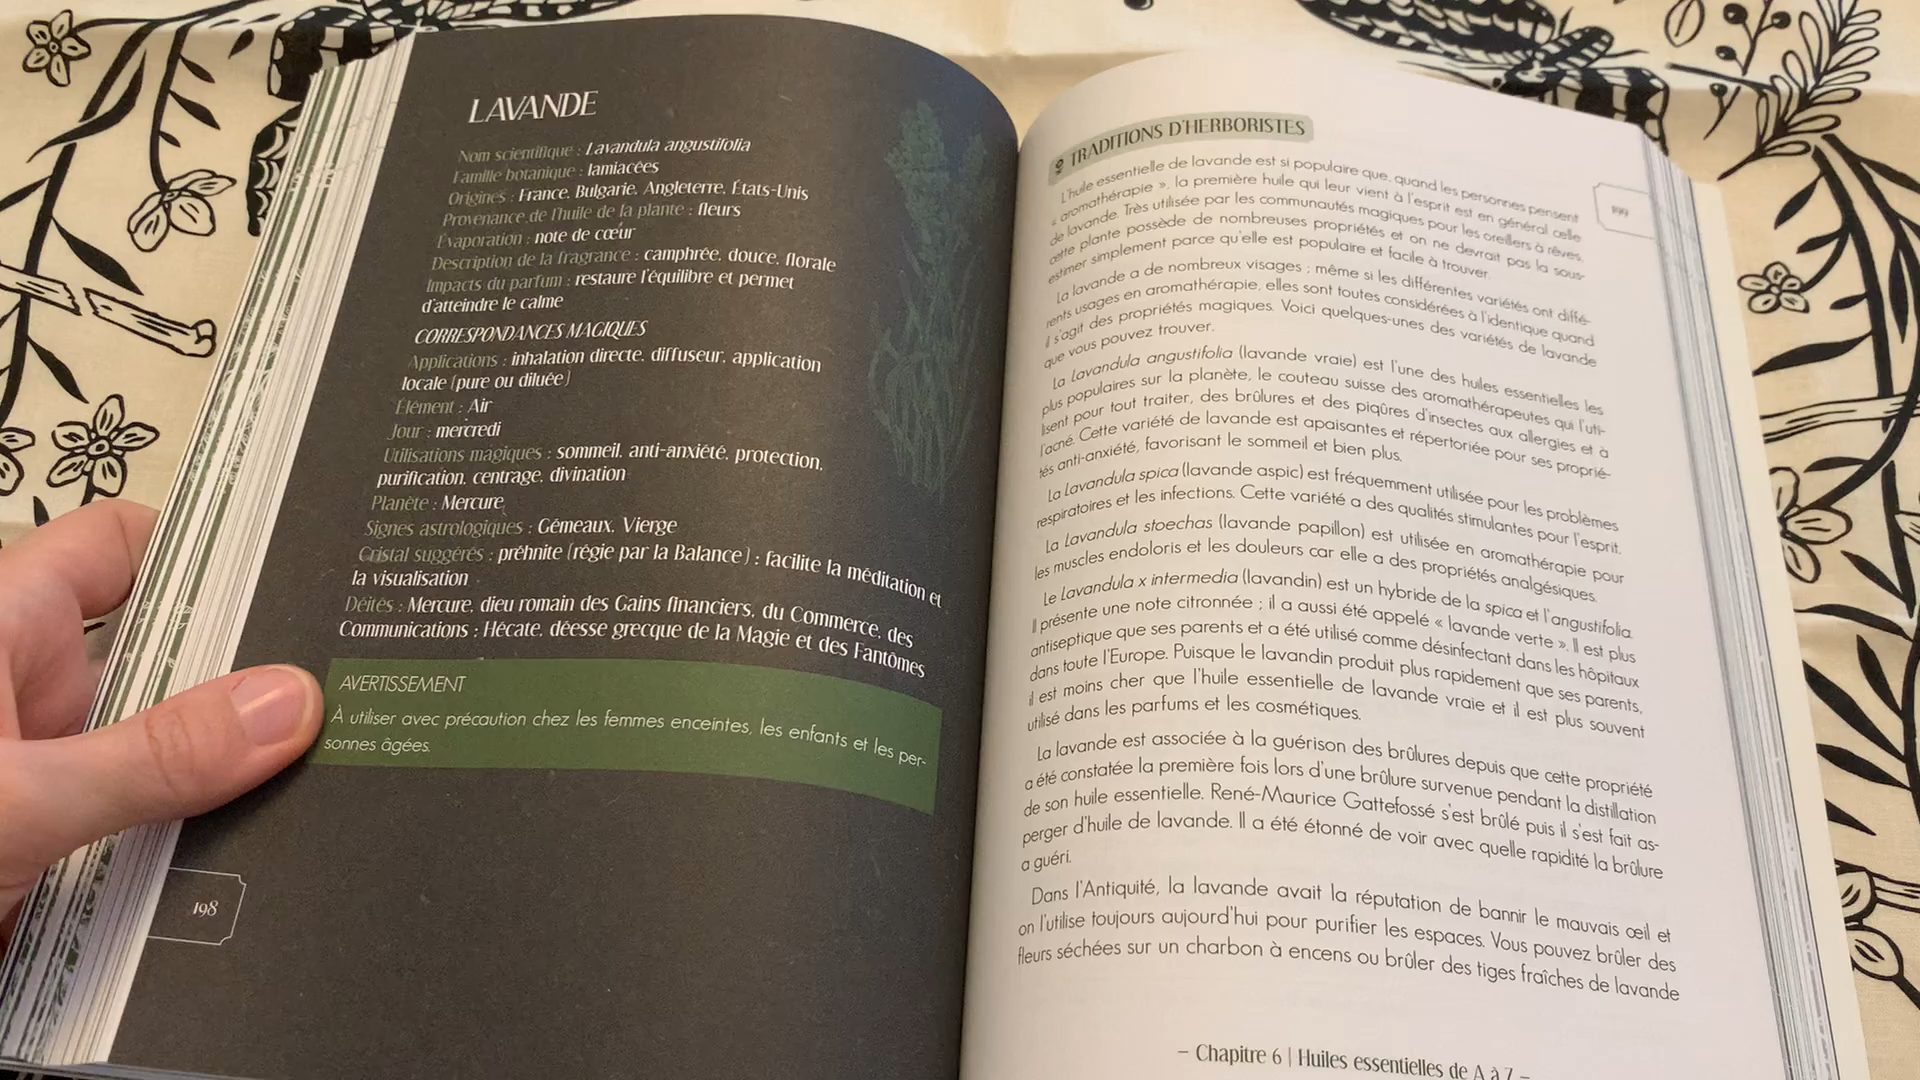 LAVANDE
Nom scientifique : Lavandula angustifolia
Famille botanique : lamiacées
Origines : France, Bulgarie, Angleterre, États-Unis
Provenance de l'huile de la plante : fleurs
Évaporation : note de cœur
Description de la fragrance : camphrée, douce, florale
Impacts du parfum : restaure l'équilibre et permet
d'atteindre le calme
CORRESPONDANCES MAGIQUES
Applications : inhalation directe, diffuseur, application
locale (pure ou diluée)
Élément : Air
Jour : mercredi
Utilisations magiques : sommeil, anti-anxiété, protection,
purification, centrage, divination
Planète : Mercure
Signes astrologiques : Gémeaux, Vierge
Cristal suggérés : préhnite (régie par la Balance) : facilite la méditation et
la visualisation
Déités : Mercure, dieu romain des Gains financiers, du Commerce, des
Communications : Hécate, déesse grecque de la Magie et des Fantômes
AVERTISSEMENT
À utiliser avec précaution chez les femmes enceintes, les enfants et les per-
sonnes âgées.
198
TRADITIONS D'HERBORISTES
L'huile essentielle de lavande est si populaire que, quand les personnes pensent
« aromathérapie », la première huile qui leur vient à l'esprit est en général celle
de lavande. Très utilisée par les communautés magiques pour les oreillers à rêves,
cette plante possède de nombreuses propriétés et on ne devrait pas la sous-
estimer simplement parce qu'elle est populaire et facile à trouver.
La lavande a de nombreux visages ; même si les différentes variétés ont diffé-
rents usages en aromathérapie, elles sont toutes considérées à l'identique quand
il s'agit des propriétés magiques. Voici quelques-unes des variétés de lavande
que vous pouvez trouver.
La Lavandula angustifolia (lavande vraie) est l'une des huiles essentielles les
plus populaires sur la planète, le couteau suisse des aromathérapeutes qui l'uti-
lisent pour tout traiter, des brûlures et des piqûres d'insectes aux allergies et à
l'acné. Cette variété de lavande est apaisantes et répertoriée pour ses proprié-
tés anti-anxiété, favorisant le sommeil et bien plus.
La Lavandula spica (lavande aspic) est fréquemment utilisée pour les problèmes
respiratoires et les infections. Cette variété a des qualités stimulantes pour l'esprit.
La Lavandula stoechas (lavande papillon) est utilisée en aromathérapie pour
les muscles endoloris et les douleurs car elle a des propriétés analgésiques.
Le Lavandula x intermedia (lavandin) est un hybride de la spica et l'angustifolia.
Il présente une note citronnée ; il a aussi été appelé « lavande verte ». Il est plus
antiseptique que ses parents et a été utilisé comme désinfectant dans les hôpitaux
dans toute l'Europe. Puisque le lavandin produit plus rapidement que ses parents,
il est moins cher que l'huile essentielle de lavande vraie et il est plus souvent
utilisé dans les parfums et les cosmétiques.
La lavande est associée à la guérison des brûlures depuis que cette propriété
a été constatée la première fois lors d'une brûlure survenue pendant la distillation
de son huile essentielle. René-Maurice Gattefossé s'est brûlé puis il s'est fait as-
perger d'huile de lavande. Il a été étonné de voir avec quelle rapidité la brûlure
a guéri.
Dans l'Antiquité, la lavande avait la réputation de bannir le mauvais œil et
on l'utilise toujours aujourd'hui pour purifier les espaces. Vous pouvez brûler des
fleurs séchées sur un charbon à encens ou brûler des tiges fraîches de lavande
199
– Chapitre 6 | Huiles essentielles de A à Z –